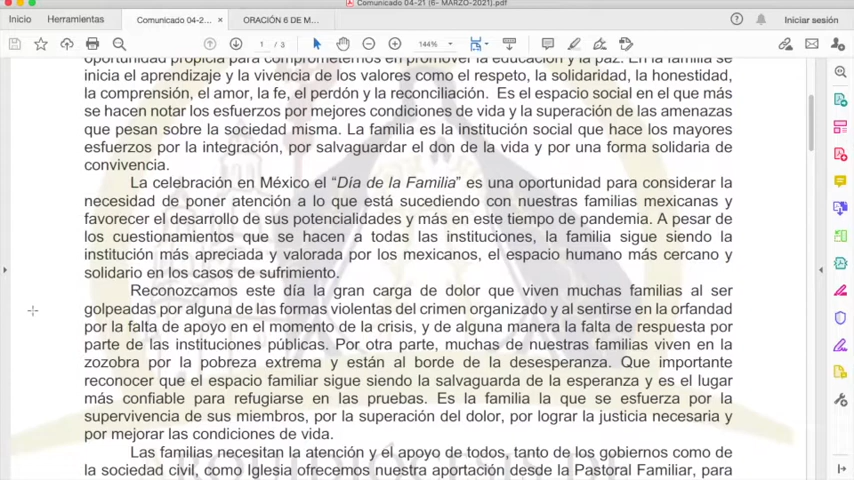 Comunicado 04-21 (6- MARZO-2021).pdf
Inicio Herramientas Comunicado 04-2... × ORACIÓN 6 DE M... Iniciar sesión
1 / 3 144%
oportunidad propicia para comprometernos en promover la educación y la paz. En la familia se
inicia el aprendizaje y la vivencia de los valores como el respeto, la solidaridad, la honestidad,
la comprensión, el amor, la fe, el perdón y la reconciliación. Es el espacio social en el que más
se hacen notar los esfuerzos por mejores condiciones de vida y la superación de las amenazas
que pesan sobre la sociedad misma. La familia es la institución social que hace los mayores
esfuerzos por la integración, por salvaguardar el don de la vida y por una forma solidaria de
convivencia.
La celebración en México el “Día de la Familia” es una oportunidad para considerar la
necesidad de poner atención a lo que está sucediendo con nuestras familias mexicanas y
favorecer el desarrollo de sus potencialidades y más en este tiempo de pandemia. A pesar de
los cuestionamientos que se hacen a todas las instituciones, la familia sigue siendo la
institución más apreciada y valorada por los mexicanos, el espacio humano más cercano y
solidario en los casos de sufrimiento.
Reconozcamos este día la gran carga de dolor que viven muchas familias al ser
golpeadas por alguna de las formas violentas del crimen organizado y al sentirse en la orfandad
por la falta de apoyo en el momento de la crisis, y de alguna manera la falta de respuesta por
parte de las instituciones públicas. Por otra parte, muchas de nuestras familias viven en la
zozobra por la pobreza extrema y están al borde de la desesperanza. Que importante
reconocer que el espacio familiar sigue siendo la salvaguarda de la esperanza y es el lugar
más confiable para refugiarse en las pruebas. Es la familia la que se esfuerza por la
supervivencia de sus miembros, por la superación del dolor, por lograr la justicia necesaria y
por mejorar las condiciones de vida.
Las familias necesitan la atención y el apoyo de todos, tanto de los gobiernos como de
la sociedad civil, como Iglesia ofrecemos nuestra aportación desde la Pastoral Familiar, para